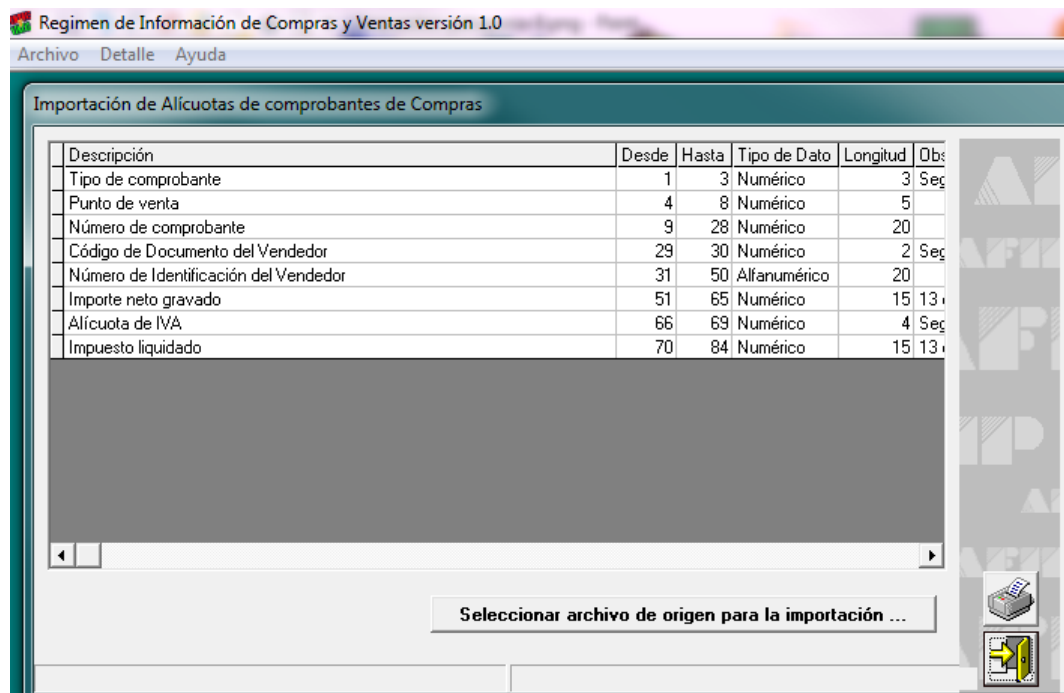 Regimen de Información de Compras y Ventas versión 1.0
Archivo Detalle Ayuda
Importación de Alícuotas de comprobantes de Compras
Descripción Desde Hasta Tipo de Dato Longitud Obs
Tipo de comprobante 1 3 Numérico 3 Seg
Punto de venta 4 8 Numérico 5
Número de comprobante 9 28 Numérico 20
Código de Documento del Vendedor 29 30 Numérico 2 Seg
Número de Identificación del Vendedor 31 50 Alfanumérico 20
Importe neto gravado 51 65 Numérico 15 13
Alícuota de IVA 66 69 Numérico 4 Seg
Impuesto liquidado 70 84 Numérico 15 13
Seleccionar archivo de origen para la importación ...